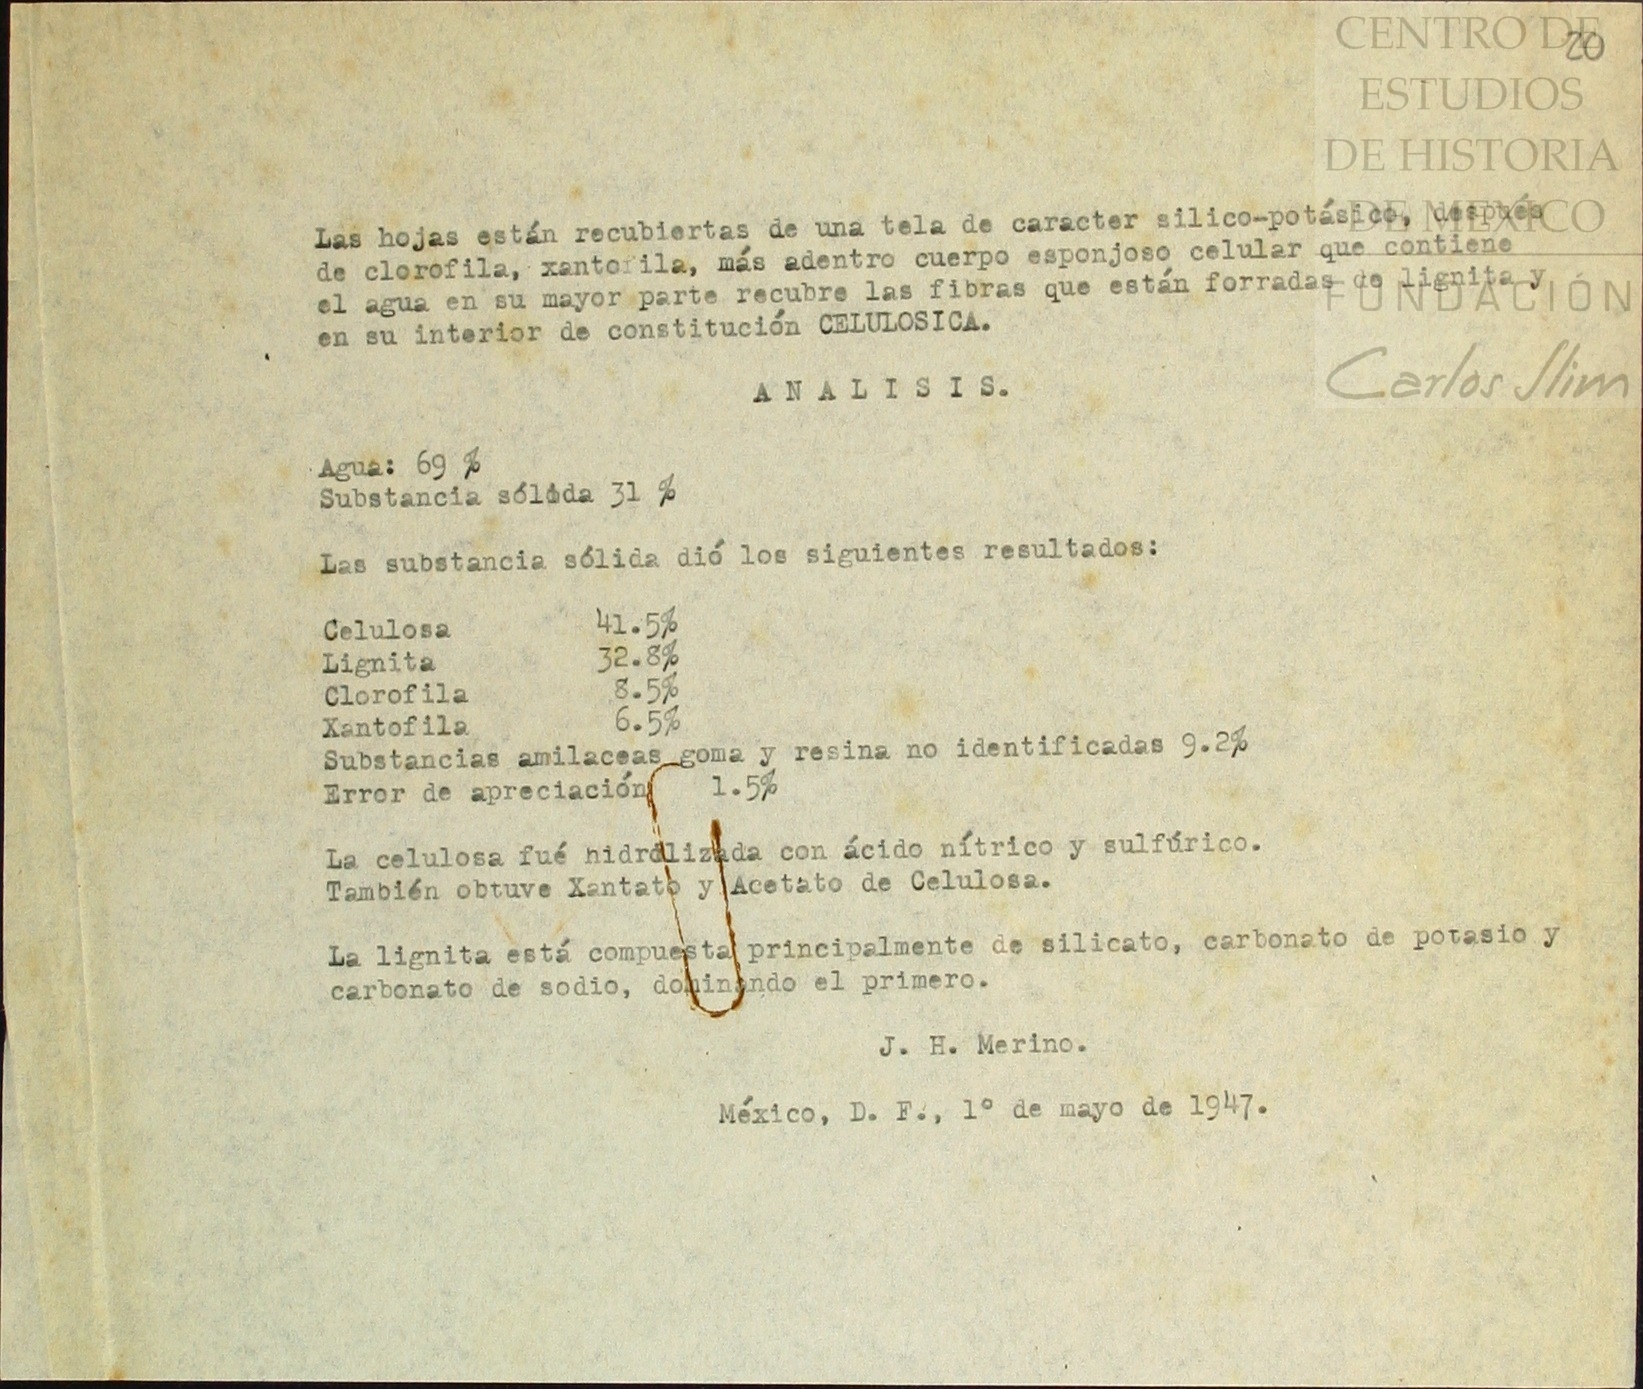 CENTRO DE
ESTUDIOS
DE HISTORIA
DE MÉXICO
FUNDACIÓN
Carlos Slim
20
Las hojas están recubiertas de una tela de caracter silico-potásico, después
de clorofila, xantofila, más adentro cuerpo esponjoso celular que contiene
el agua en su mayor parte recubre las fibras que están forradas de lignita y
en su interior de constitución CELULOSICA.
A N A L I S I S.
Agua: 69 %
Substancia sólida 31 %
Las substancia sólida dió los siguientes resultados:
Celulosa 41.5%
Lignita 32.8%
Clorofila 8.5%
Xantofila 6.5%
Substancias amilaceas goma y resina no identificadas 9.2%
Error de apreciación 1.5%
La celulosa fué hidrolizada con ácido nítrico y sulfúrico.
También obtuve Xantato y Acetato de Celulosa.
La lignita está compuesta principalmente de silicato, carbonato de potasio y
carbonato de sodio, dominando el primero.
J. H. Merino.
México, D. F., 1° de mayo de 1947.